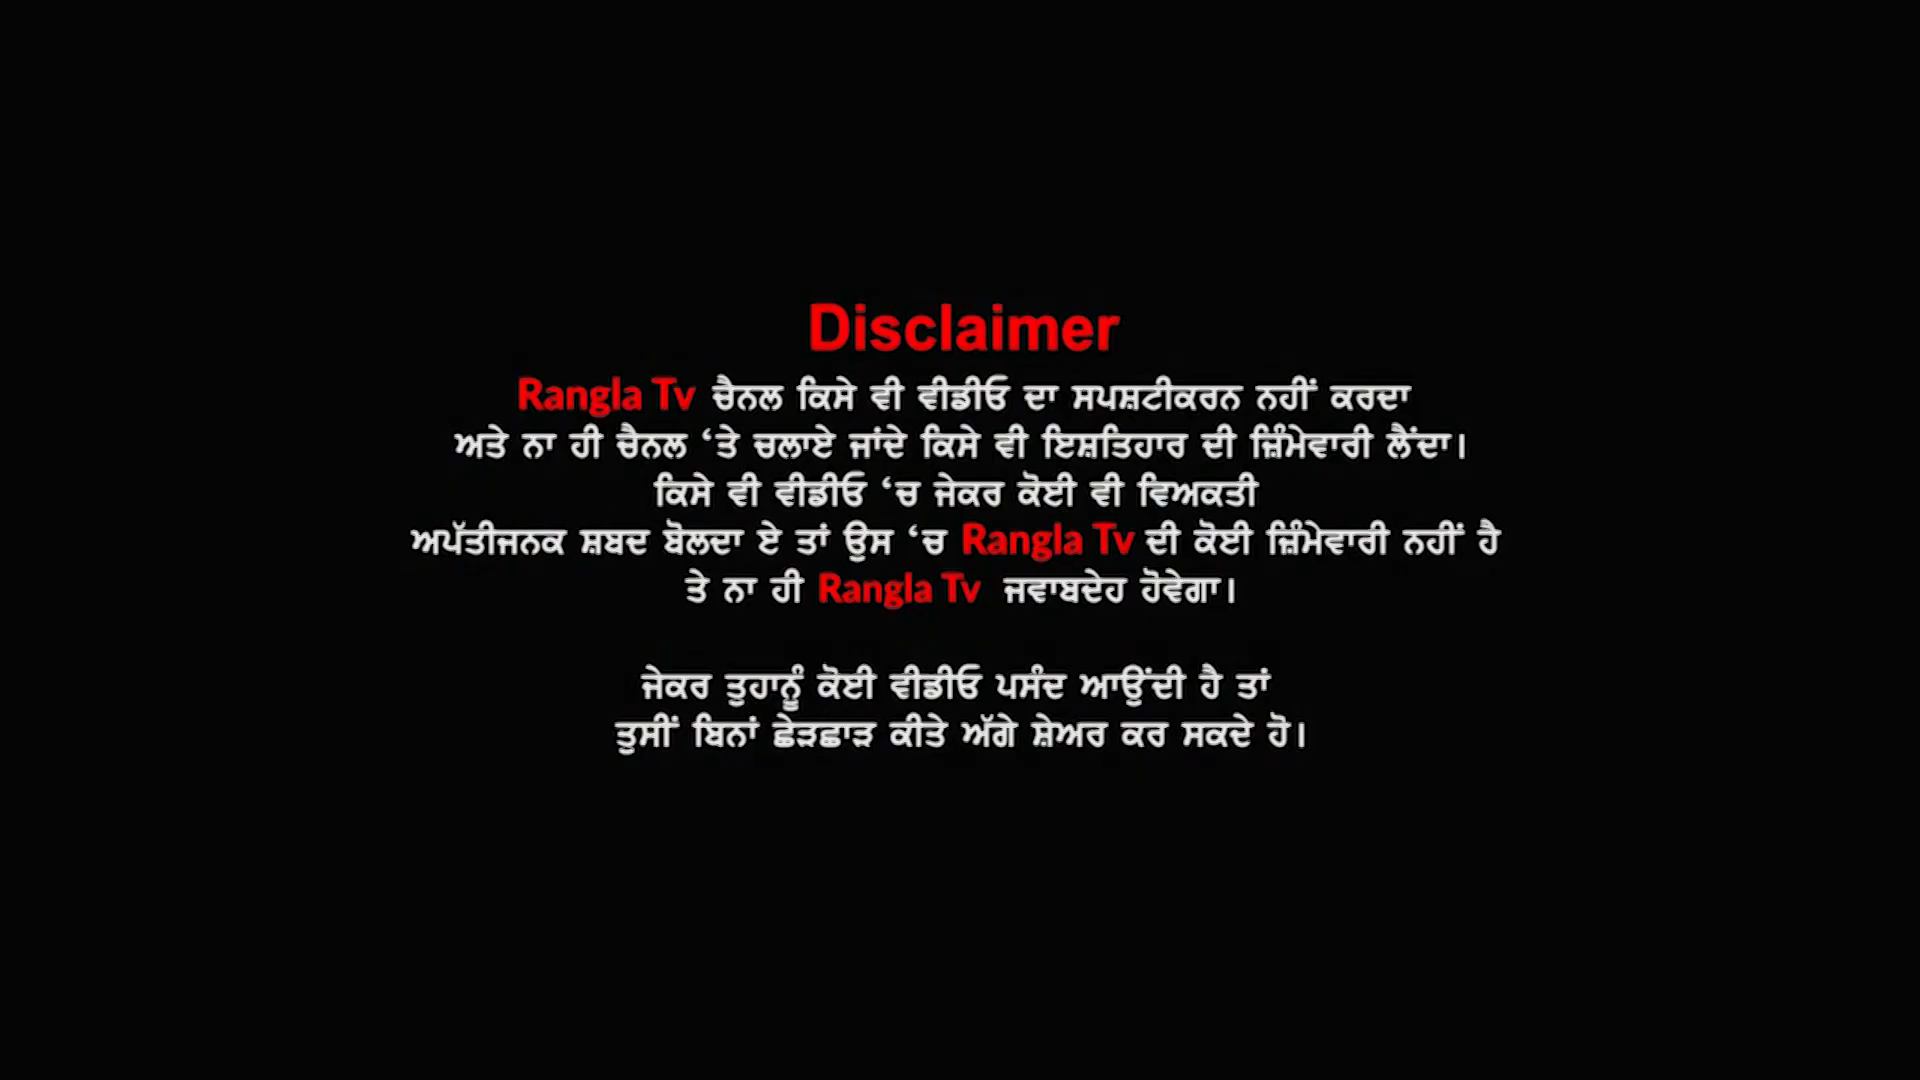 Disclaimer
Rangla Tv ਚੈਨਲ ਕਿਸੇ ਵੀ ਵੀਡੀਓ ਦਾ ਸਪਸ਼ਟੀਕਰਨ ਨਹੀਂ ਕਰਦਾ
ਅਤੇ ਨਾ ਹੀ ਚੈਨਲ ‘ਤੇ ਚਲਾਏ ਜਾਂਦੇ ਕਿਸੇ ਵੀ ਇਸ਼ਤਿਹਾਰ ਦੀ ਜ਼ਿੰਮੇਵਾਰੀ ਲੈਂਦਾ।
ਕਿਸੇ ਵੀ ਵੀਡੀਓ ‘ਚ ਜੇਕਰ ਕੋਈ ਵੀ ਵਿਅਕਤੀ
ਅਪੱਤੀਜਨਕ ਸ਼ਬਦ ਬੋਲਦਾ ਏ ਤਾਂ ਉਸ ‘ਚ Rangla Tv ਦੀ ਕੋਈ ਜ਼ਿੰਮੇਵਾਰੀ ਨਹੀਂ ਹੈ
ਤੇ ਨਾ ਹੀ Rangla Tv ਜਵਾਬਦੇਹ ਹੋਵੇਗਾ।
ਜੇਕਰ ਤੁਹਾਨੂੰ ਕੋਈ ਵੀਡੀਓ ਪਸੰਦ ਆਉਂਦੀ ਹੈ ਤਾਂ
ਤੁਸੀਂ ਬਿਨਾਂ ਛੇੜਛਾੜ ਕੀਤੇ ਅੱਗੇ ਸ਼ੇਅਰ ਕਰ ਸਕਦੇ ਹੋ।